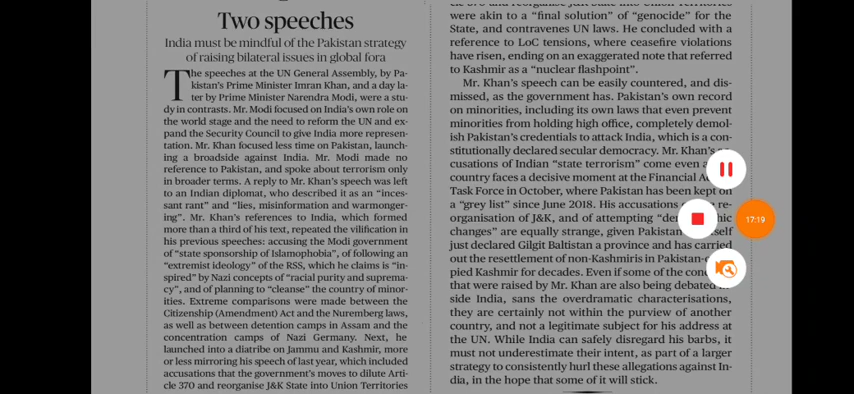 Two speeches
India must be mindful of the Pakistan strategy
of raising bilateral issues in global fora
The speeches at the UN General Assembly, by Pa-
kistan's Prime Minister Imran Khan, and a day la-
ter by Prime Minister Narendra Modi, were a stu-
dy in contrasts. Mr. Modi focused on India's own role on
the world stage and the need to reform the UN and ex-
pand the Security Council to give India more represen-
tation. Mr. Khan focused less time on Pakistan, launch-
ing a broadside against India. Mr. Modi made no
reference to Pakistan, and spoke about terrorism only
in broader terms. A reply to Mr. Khan's speech was left
to an Indian diplomat, who described it as an "inces-
sant rant" and "lies, misinformation and warmonger-
ing". Mr. Khan's references to India, which formed
more than a third of his text, repeated the vilification in
his previous speeches: accusing the Modi government
of "state sponsorship of Islamophobia", of following an
"extremist ideology" of the RSS, which he claims is "in-
spired" by Nazi concepts of "racial purity and suprema-
cy", and of planning to "cleanse" the country of minor-
ities. Extreme comparisons were made between the
Citizenship (Amendment) Act and the Nuremberg laws,
as well as between detention camps in Assam and the
concentration camps of Nazi Germany. Next, he
launched into a diatribe on Jammu and Kashmir, more
or less mirroring his speech of last year, which included
accusations that the government's moves to dilute Arti-
cle 370 and reorganise J&K State into Union Territories
were akin to a "final solution" of "genocide" for the
State, and contravenes UN laws. He concluded with a
reference to LoC tensions, where ceasefire violations
have risen, ending on an exaggerated note that referred
to Kashmir as a "nuclear flashpoint".
Mr. Khan's speech can be easily countered, and dis-
missed, as the government has. Pakistan's own record
on minorities, including its own laws that even prevent
minorities from holding high office, completely demol-
ish Pakistan's credentials to attack India, which is a con-
stitutionally declared secular democracy. Mr. Khan's
cusations of Indian "state terrorism" come even
country faces a decisive moment at the Financial
Task Force in October, where Pakistan has been kept on
a "grey list" since June 2018. His accusations re-
organisation of J&K, and of attempting
changes" are equally strange, given Pakistan
just declared Gilgit Baltistan a province and has carried
out the resettlement of non-Kashmiris in
pied Kashmir for decades. Even if some of the
that were raised by Mr. Khan are also being debated
side India, sans the overdramatic characterisations,
they are certainly not within the purview of another
country, and not a legitimate subject for his address at
the UN. While India can safely disregard his barbs, it
must not underestimate their intent, as part of a larger
strategy to consistently hurl these allegations against In-
dia, in the hope that some of it will stick.
17:19